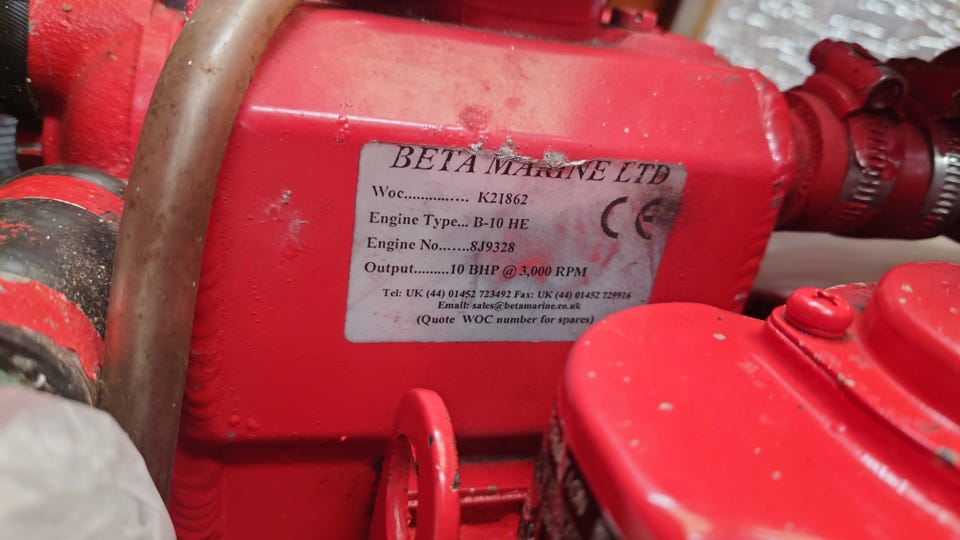 BETA MARINE LTD
Woc............... K21862
Engine Type... B-10 HE
Engine No.......8J9328
Output.........10 BHP @ 3,000 RPM
CE
Tel: UK (44) 01452 723492 Fax: UK (44) 01452 729916
Email: sales@betamarine.co.uk
(Quote WOC number for spares)